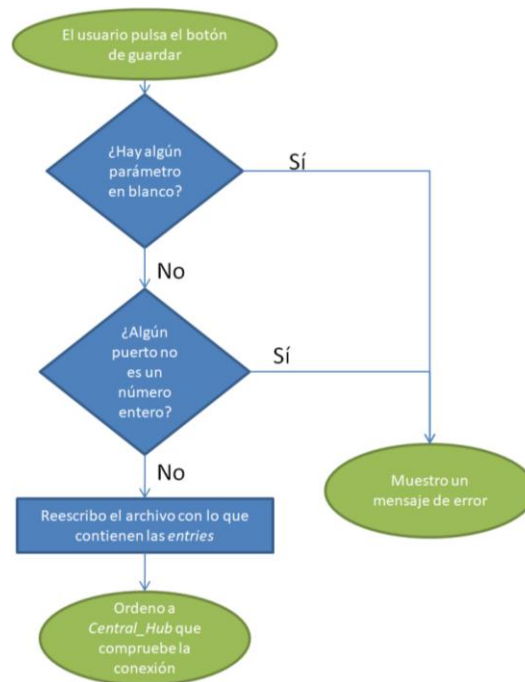 El usuario pulsa el botón
de guardar
¿Hay algún
parámetro
en blanco?
Sí
No
¿Algún
puerto no
es un
número
entero?
Sí
No
Muestro un
mensaje de error
Reescribo el archivo con lo que
contienen las entries
Ordeno a
Central_Hub que
compruebe la
conexión